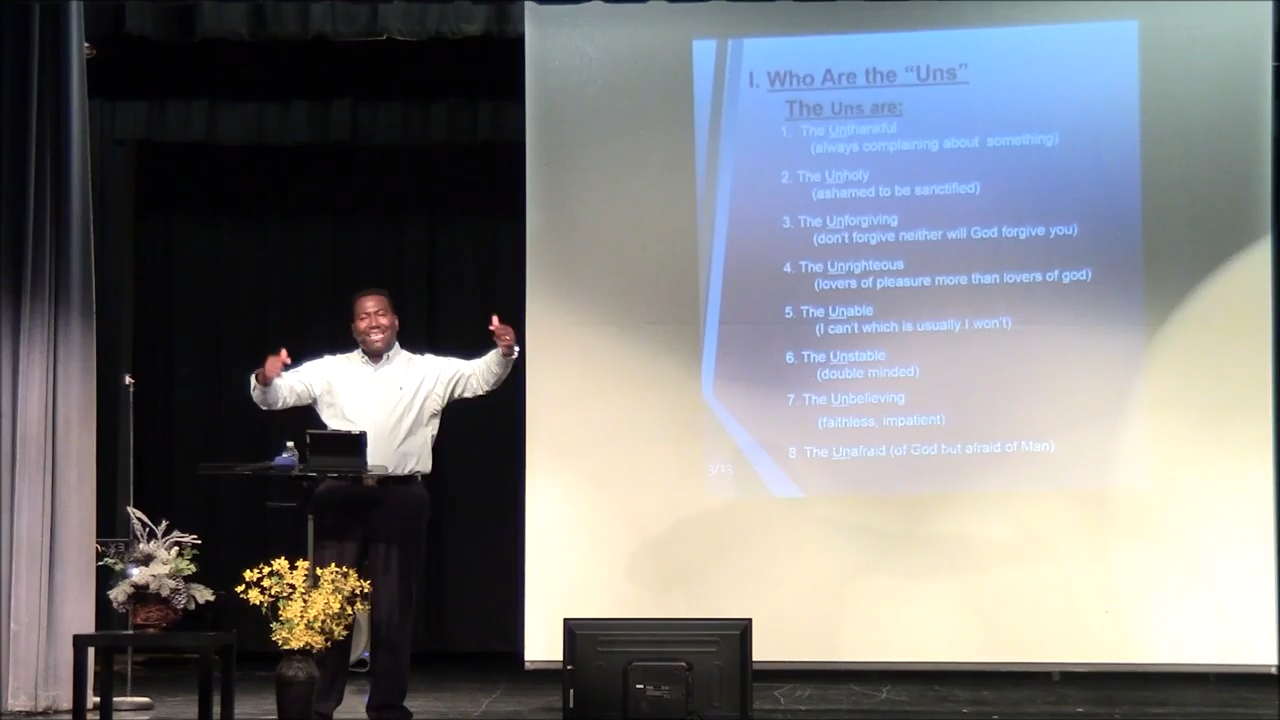 I. Who Are the “Uns”
The Uns are:
1. The Unthankful
(always complaining about something)
2. The Unholy
(ashamed to be sanctified)
3. The Unforgiving
(don't forgive neither will God forgive you)
4. The Unrighteous
(lovers of pleasure more than lovers of god)
5. The Unable
(I can't which is usually I won't)
6. The Unstable
(double minded)
7. The Unbelieving
(faithless, impatient)
8 The Unafraid (of God but afraid of Man)
3/13